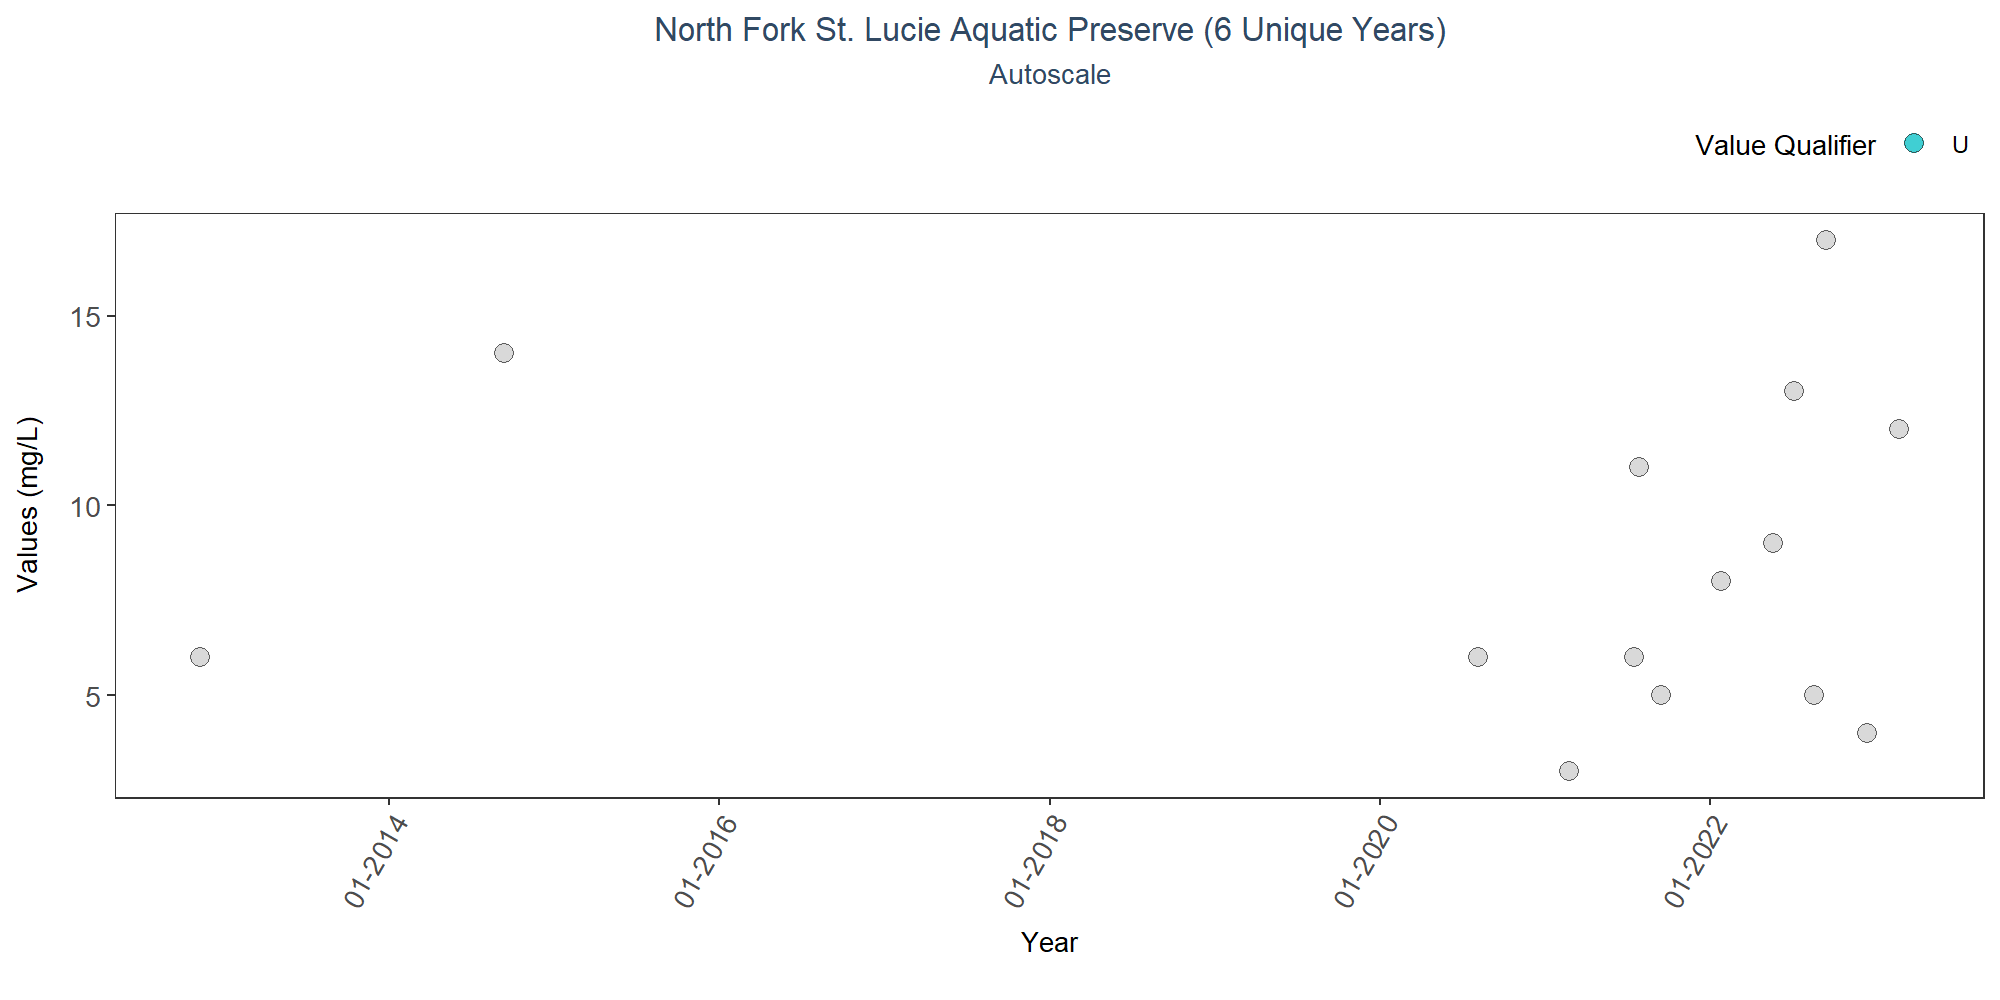 North Fork St. Lucie Aquatic Preserve (6 Unique Years)
Autoscale
Value Qualifier U
Values (mg/L)
15
10
5
01-2014 01-2016 01-2018 01-2020 01-2022
Year